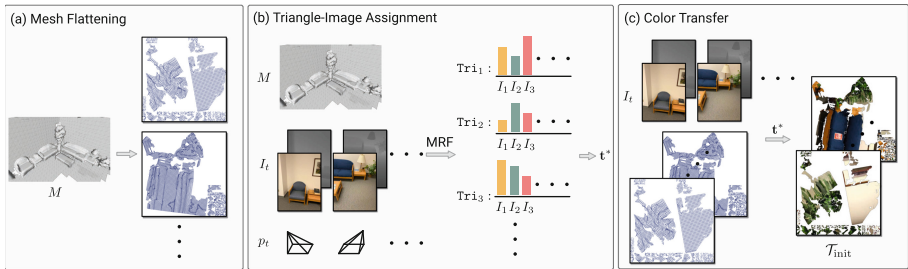 (a) Mesh Flattening
M
(b) Triangle-Image Assignment
M
I_t
p_t
MRF
Tri_1 :
I_1 I_2 I_3
Tri_2 :
I_1 I_2 I_3
Tri_3 :
I_1 I_2 I_3
t*
(c) Color Transfer
I_t
t*
𝒯_init